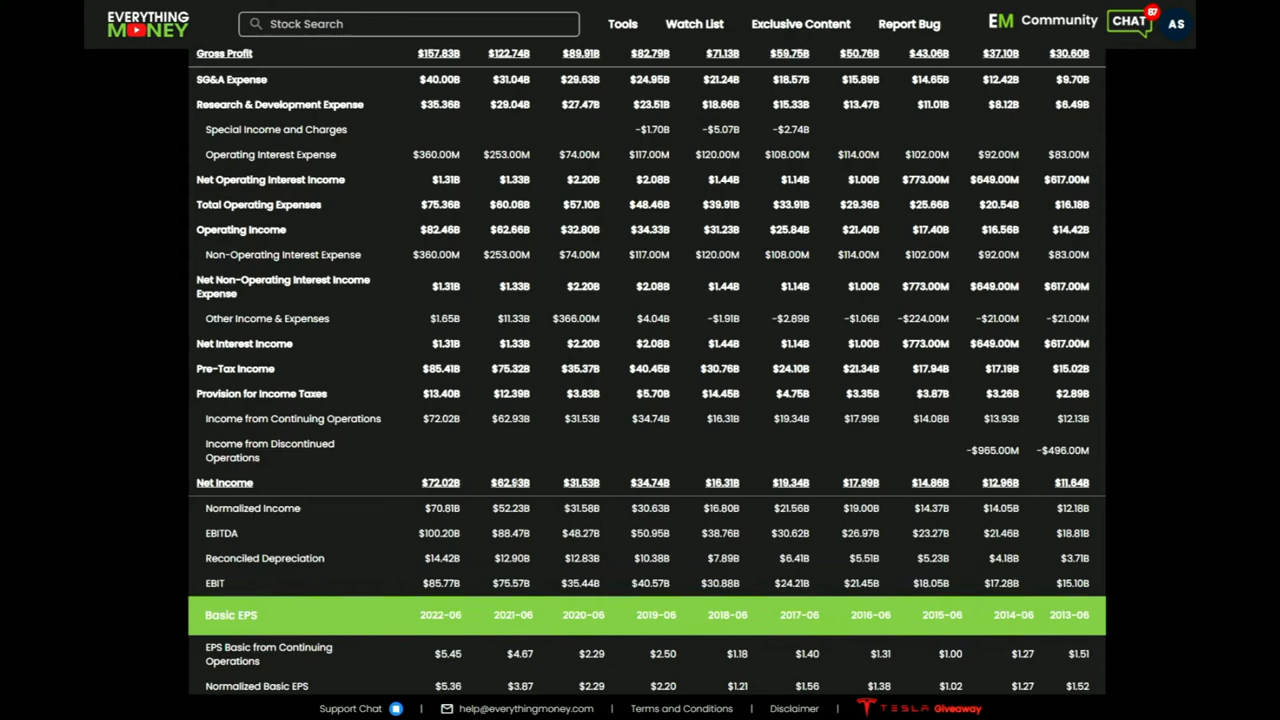 EVERYTHING
MONEY
Stock Search
Tools
Watch List
Exclusive Content
Report Bug
EM Community
CHAT
87
AS
Gross Profit $157.83B $122.74B $89.91B $82.79B $71.13B $59.75B $50.76B $43.06B $37.10B $30.60B
SG&A Expense $40.00B $31.04B $29.63B $24.95B $21.24B $18.57B $15.89B $14.65B $12.42B $9.70B
Research & Development Expense $35.36B $29.04B $27.47B $23.51B $18.66B $15.33B $13.47B $11.01B $8.12B $6.49B
Special Income and Charges -$1.70B -$5.07B -$2.74B
Operating Interest Expense $360.00M $253.00M $74.00M $117.00M $120.00M $108.00M $114.00M $102.00M $92.00M $83.00M
Net Operating Interest Income $1.31B $1.33B $2.20B $2.08B $1.44B $1.14B $1.00B $773.00M $649.00M $617.00M
Total Operating Expenses $75.36B $60.08B $57.10B $48.46B $39.91B $33.91B $29.36B $25.66B $20.54B $16.18B
Operating Income $82.46B $62.66B $32.80B $34.33B $31.23B $25.84B $21.40B $17.40B $16.56B $14.42B
Non-Operating Interest Expense $360.00M $253.00M $74.00M $117.00M $120.00M $108.00M $114.00M $102.00M $92.00M $83.00M
Net Non-Operating Interest Income
Expense $1.31B $1.33B $2.20B $2.08B $1.44B $1.14B $1.00B $773.00M $649.00M $617.00M
Other Income & Expenses $1.65B $11.33B $366.00M $4.04B -$1.91B -$2.89B -$1.06B -$224.00M -$21.00M -$21.00M
Net Interest Income $1.31B $1.33B $2.20B $2.08B $1.44B $1.14B $1.00B $773.00M $649.00M $617.00M
Pre-Tax Income $85.41B $75.32B $35.37B $40.45B $30.76B $24.10B $21.34B $17.94B $17.19B $15.02B
Provision for Income Taxes $13.40B $12.39B $3.83B $5.70B $14.45B $4.75B $3.35B $3.87B $3.26B $2.89B
Income from Continuing Operations $72.02B $62.93B $31.53B $34.74B $16.31B $19.34B $17.99B $14.08B $13.93B $12.13B
Income from Discontinued
Operations -$965.00M -$496.00M
Net Income $72.02B $62.93B $31.53B $34.74B $16.31B $19.34B $17.99B $14.86B $12.96B $11.64B
Normalized Income $70.81B $52.23B $31.58B $30.63B $16.80B $21.56B $19.00B $14.37B $14.05B $12.18B
EBITDA $100.20B $88.47B $48.27B $50.95B $38.76B $30.62B $26.97B $23.27B $21.46B $18.81B
Reconciled Depreciation $14.42B $12.90B $12.83B $10.38B $7.89B $6.41B $5.51B $5.23B $4.18B $3.71B
EBIT $85.77B $75.57B $35.44B $40.57B $30.88B $24.21B $21.45B $18.05B $17.28B $15.10B
Basic EPS 2022-06 2021-06 2020-06 2019-06 2018-06 2017-06 2016-06 2015-06 2014-06 2013-06
EPS Basic from Continuing
Operations $5.45 $4.67 $2.29 $2.50 $1.18 $1.40 $1.31 $1.00 $1.27 $1.51
Normalized Basic EPS $5.36 $3.87 $2.29 $2.20 $1.21 $1.56 $1.38 $1.02 $1.27 $1.52
Support Chat | help@everythingmoney.com | Terms and Conditions | Disclaimer | TESLA Giveaway